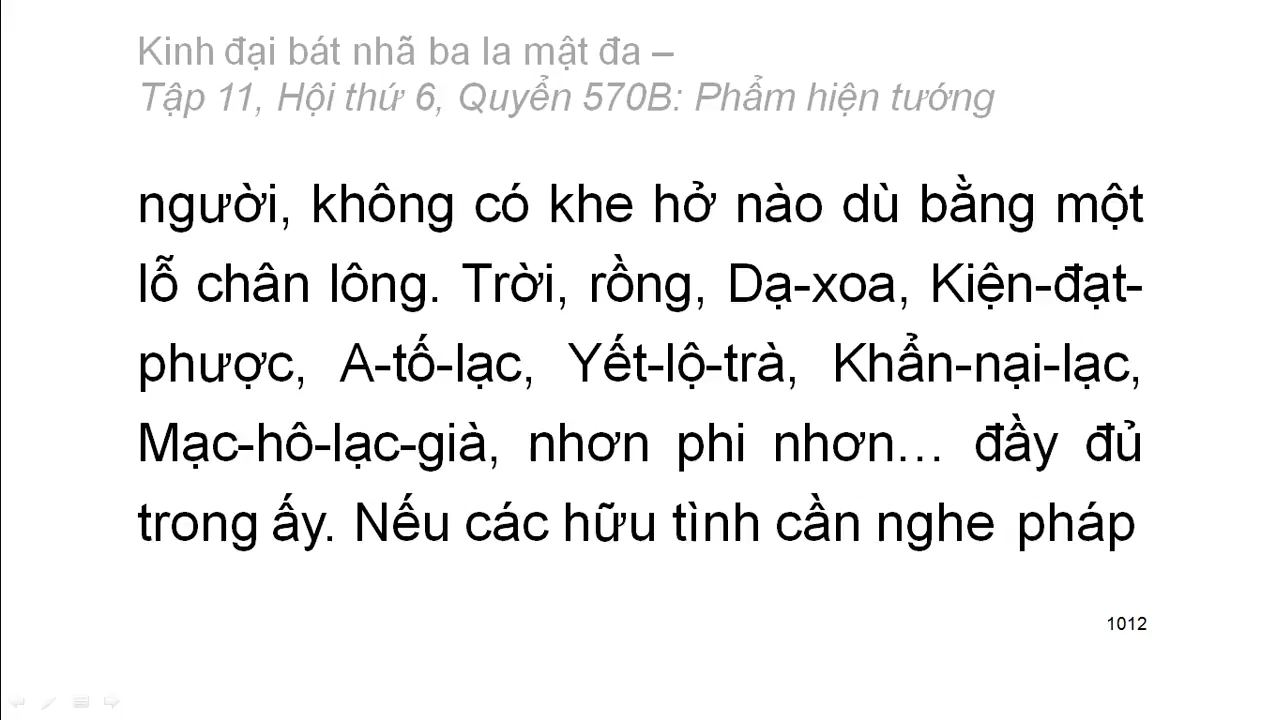 Kinh đại bát nhã ba la mật đa –
Tập 11, Hội thứ 6, Quyển 570B: Phẩm hiện tướng
người, không có khe hở nào dù bằng một
lỗ chân lông. Trời, rồng, Dạ-xoa, Kiện-đạt-
phược, A-tố-lạc, Yết-lộ-trà, Khẩn-nại-lạc,
Mạc-hô-lạc-già, nhơn phi nhơn… đầy đủ
trong ấy. Nếu các hữu tình cần nghe pháp
1012